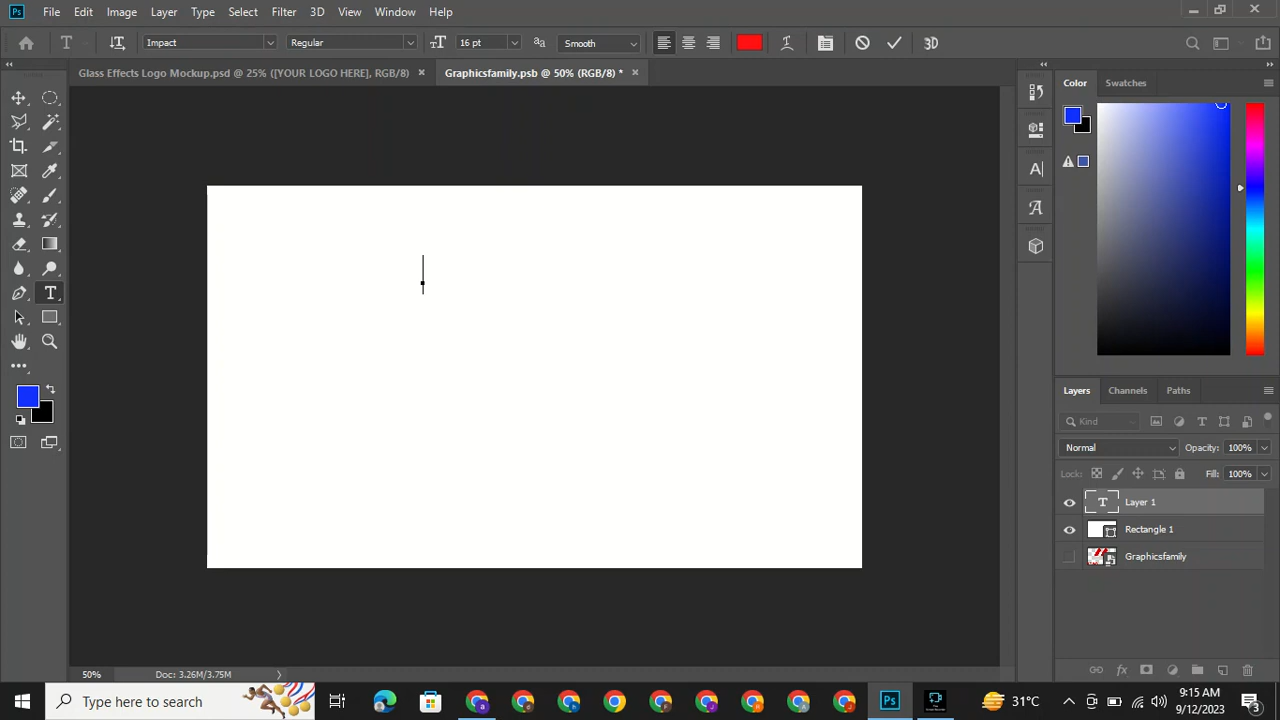 File Edit Image Layer Type Select Filter 3D View Window Help
Impact Regular 16 pt Smooth 3D
Glass Effects Logo Mockup.psd @ 25% ([YOUR LOGO HERE], RGB/8) Graphicsfamily.psb @ 50% (RGB/8) *
Color Swatches
Layers Channels Paths
Kind
Normal Opacity: 100%
Lock: Fill: 100%
Layer 1
Rectangle 1
Graphicsfamily
50% Doc: 3.26M/3.75M
Type here to search 31°C 9:15 AM
9/12/2023 3